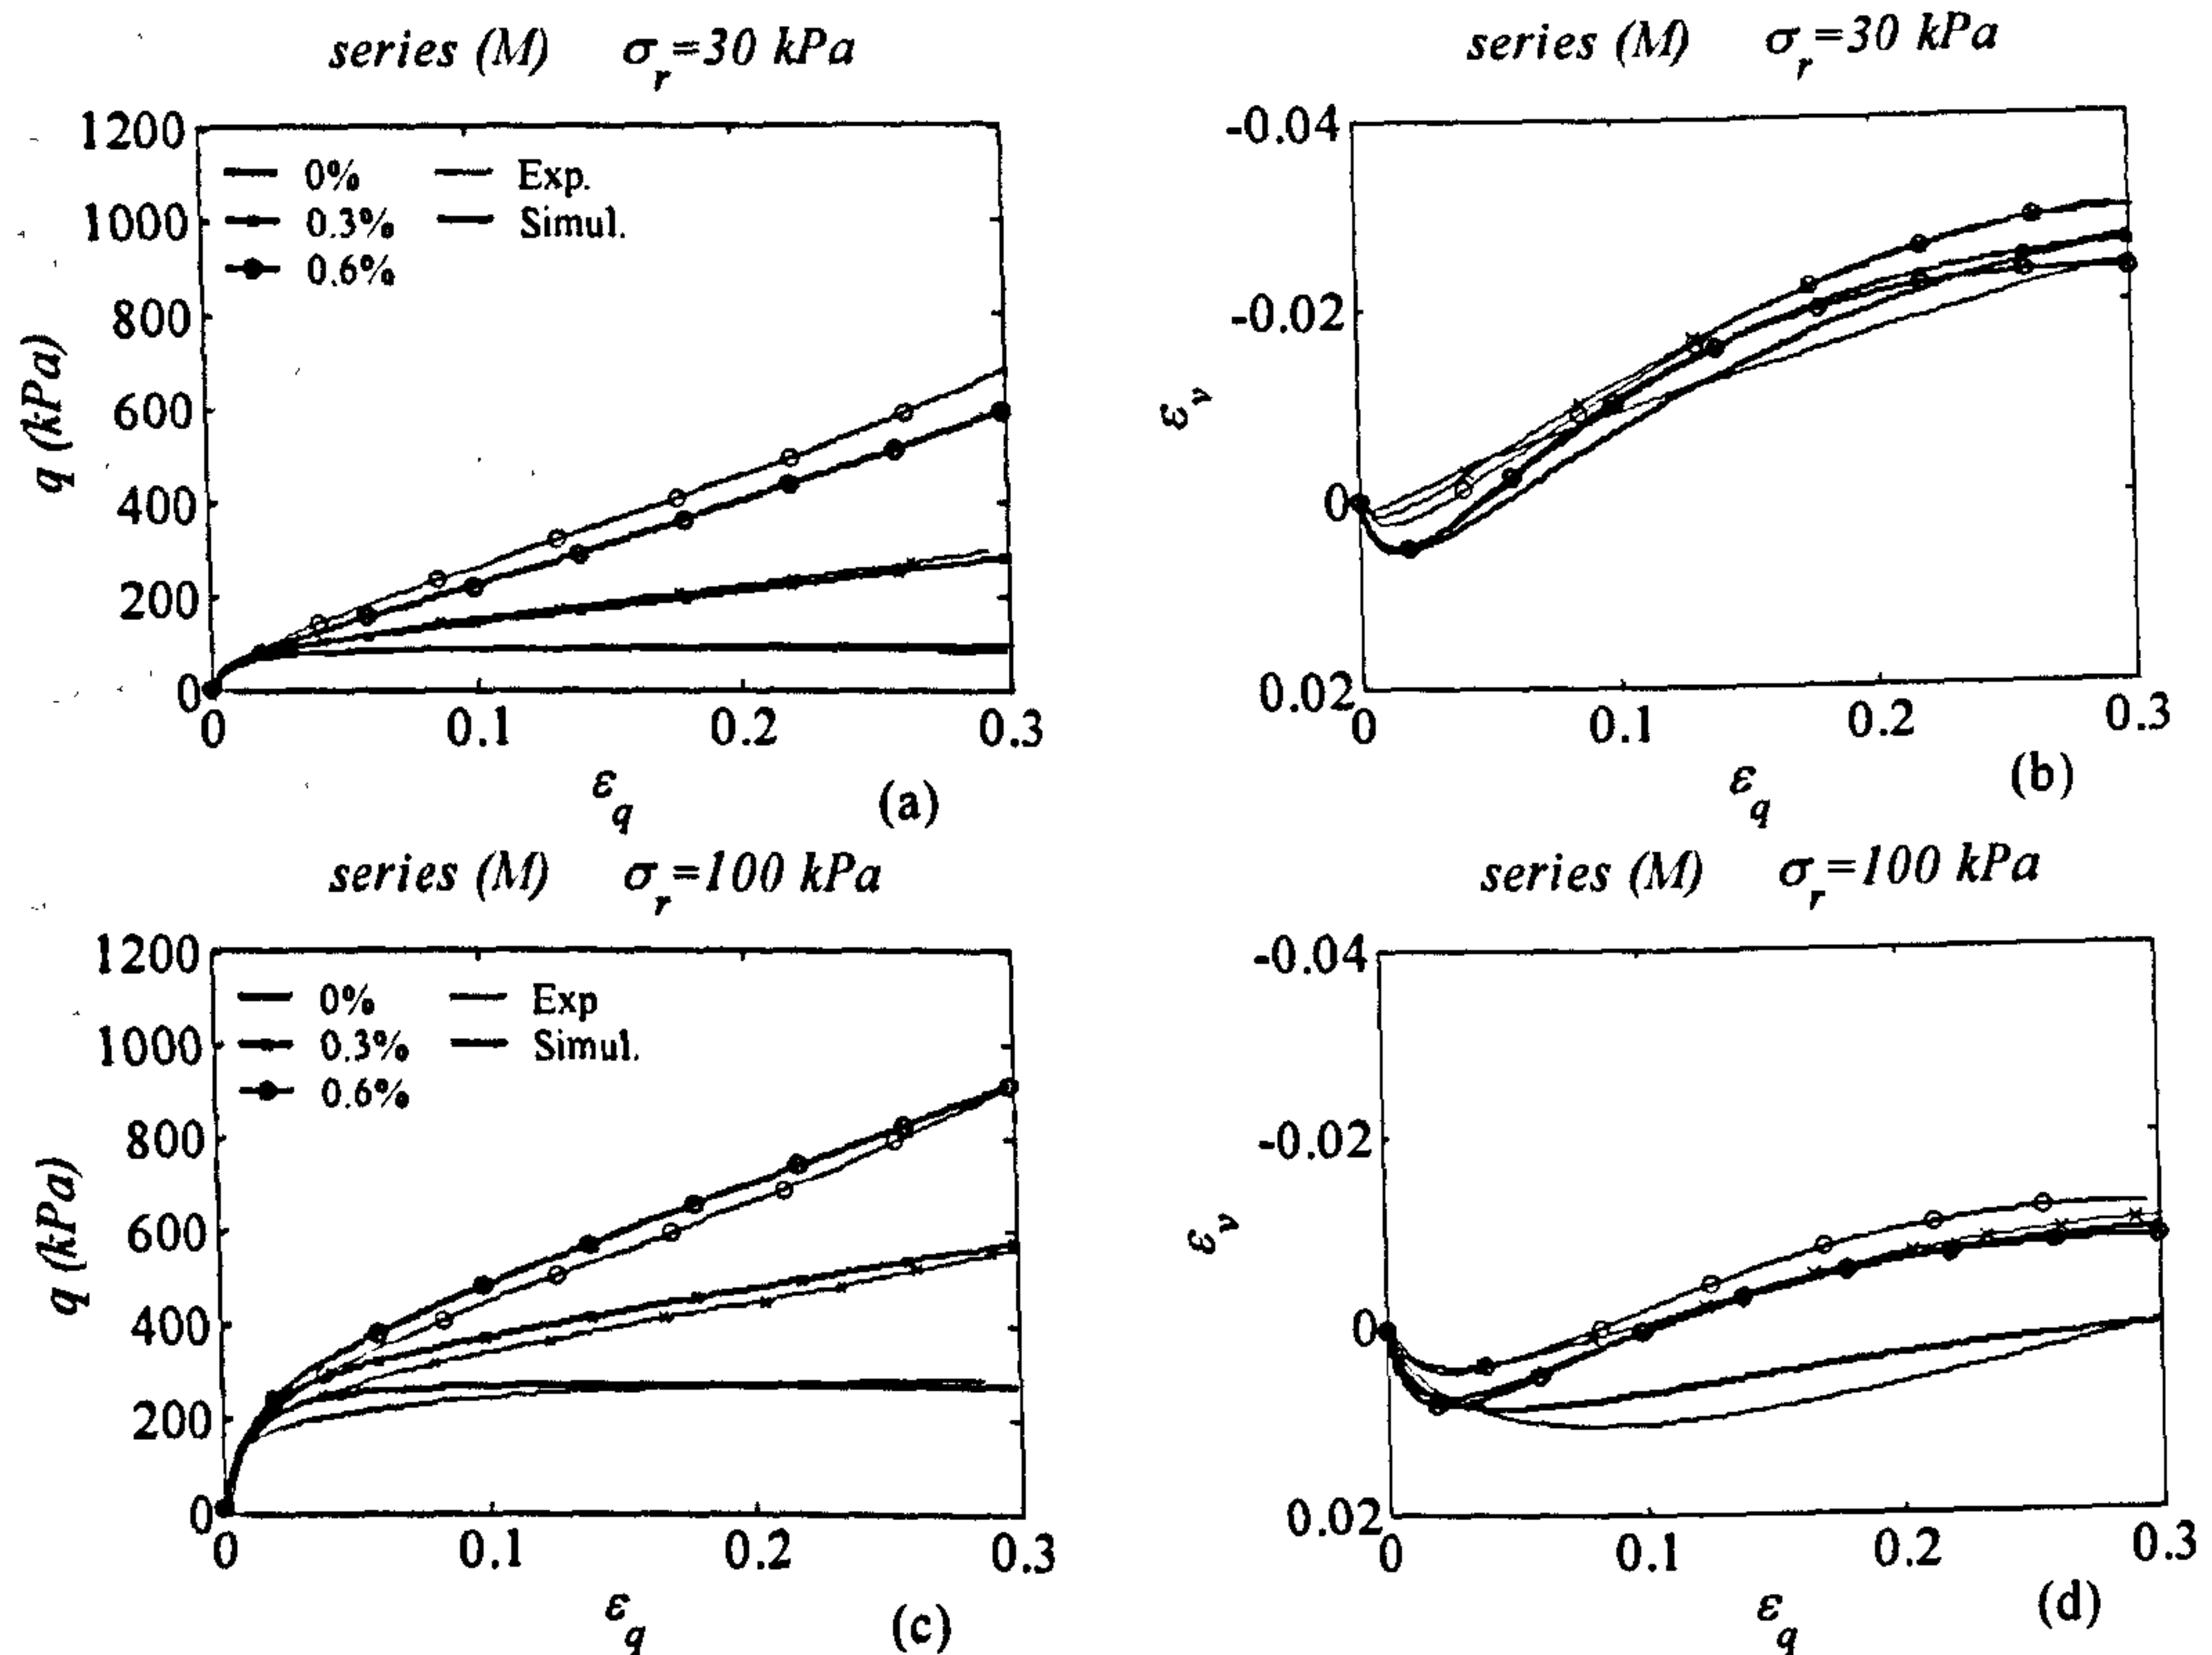 series (M) σr=30 kPa
1200
1000
800
600
400
200
0
q (kPa)
0% Exp.
0.3% Simul.
0.6%
0 0.1 0.2 0.3
εq
(a)
series (M) σr=30 kPa
-0.04
-0.02
0
0.02
εv
0 0.1 0.2 0.3
εq
(b)
series (M) σr=100 kPa
1200
1000
800
600
400
200
0
q (kPa)
0% Exp
0.3% Simul.
0.6%
0 0.1 0.2 0.3
εq
(c)
series (M) σr=100 kPa
-0.04
-0.02
0
0.02
εv
0 0.1 0.2 0.3
εq
(d)